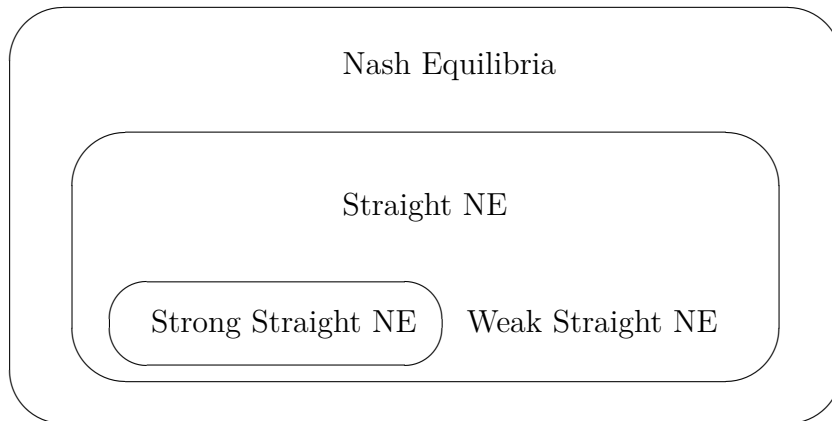 Nash Equilibria
Straight NE
Strong Straight NE
Weak Straight NE